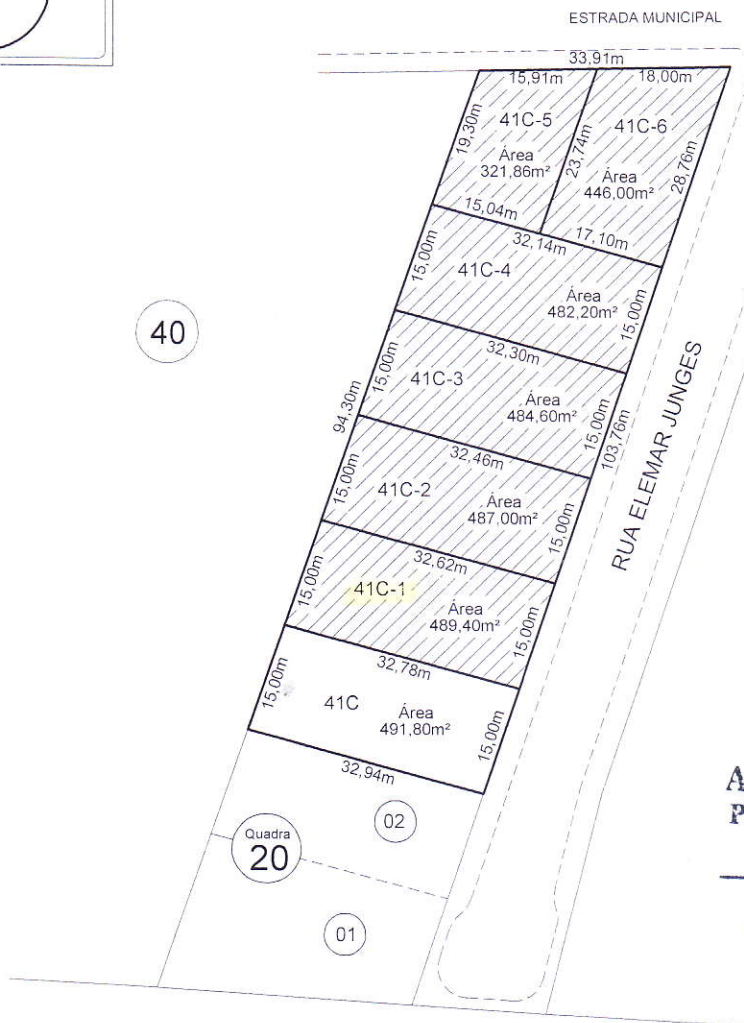 ESTRADA MUNICIPAL
33,91m
15,91m
18,00m
19,30m
41C-5
Área
321,86m²
23,74m
41C-6
Área
446,00m²
28,76m
15,04m
32,14m
17,10m
15,00m
41C-4
Área
482,20m²
15,00m
32,30m
15,00m
41C-3
Área
484,60m²
15,00m
94,30m
103,76m
RUA ELEMAR JUNGES
40
32,46m
15,00m
41C-2
Área
487,00m²
15,00m
32,62m
15,00m
41C-1
Área
489,40m²
15,00m
32,78m
15,00m
41C
Área
491,80m²
15,00m
32,94m
02
Quadra
20
01
A
P